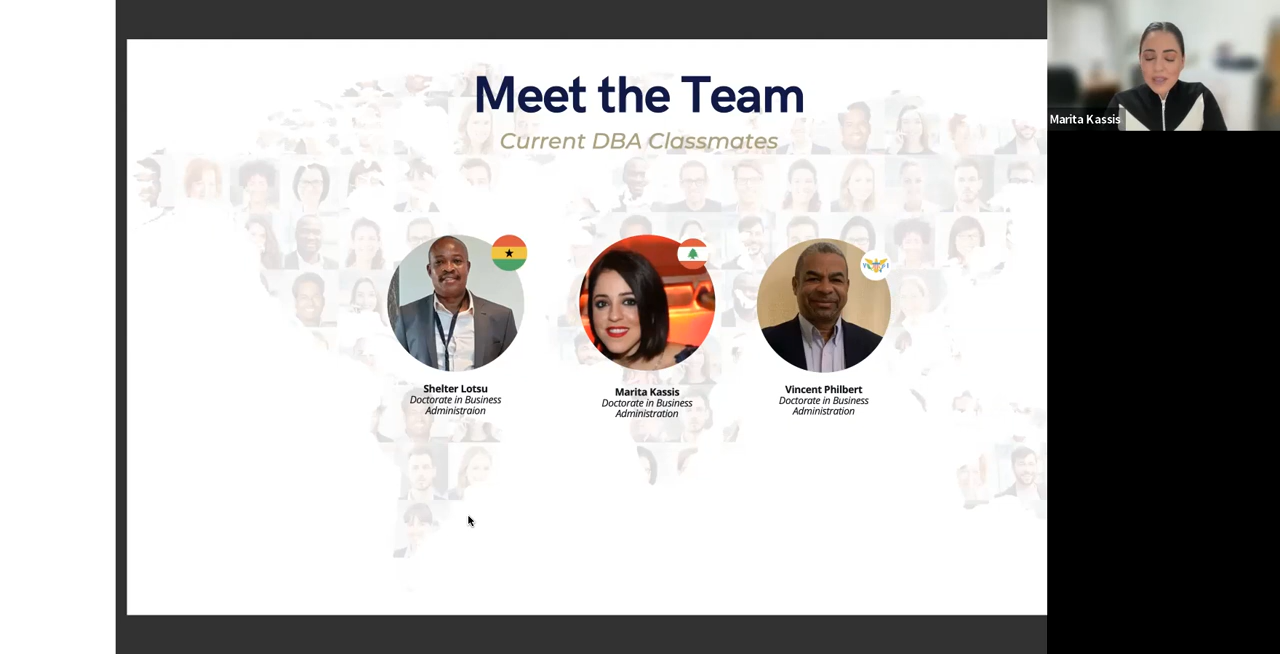 Meet the Team
Current DBA Classmates
Marita Kassis
Shelter Lotsu
Doctorate in Business
Administraion
Marita Kassis
Doctorate in Business
Administration
Vincent Philbert
Doctorate in Business
Administration